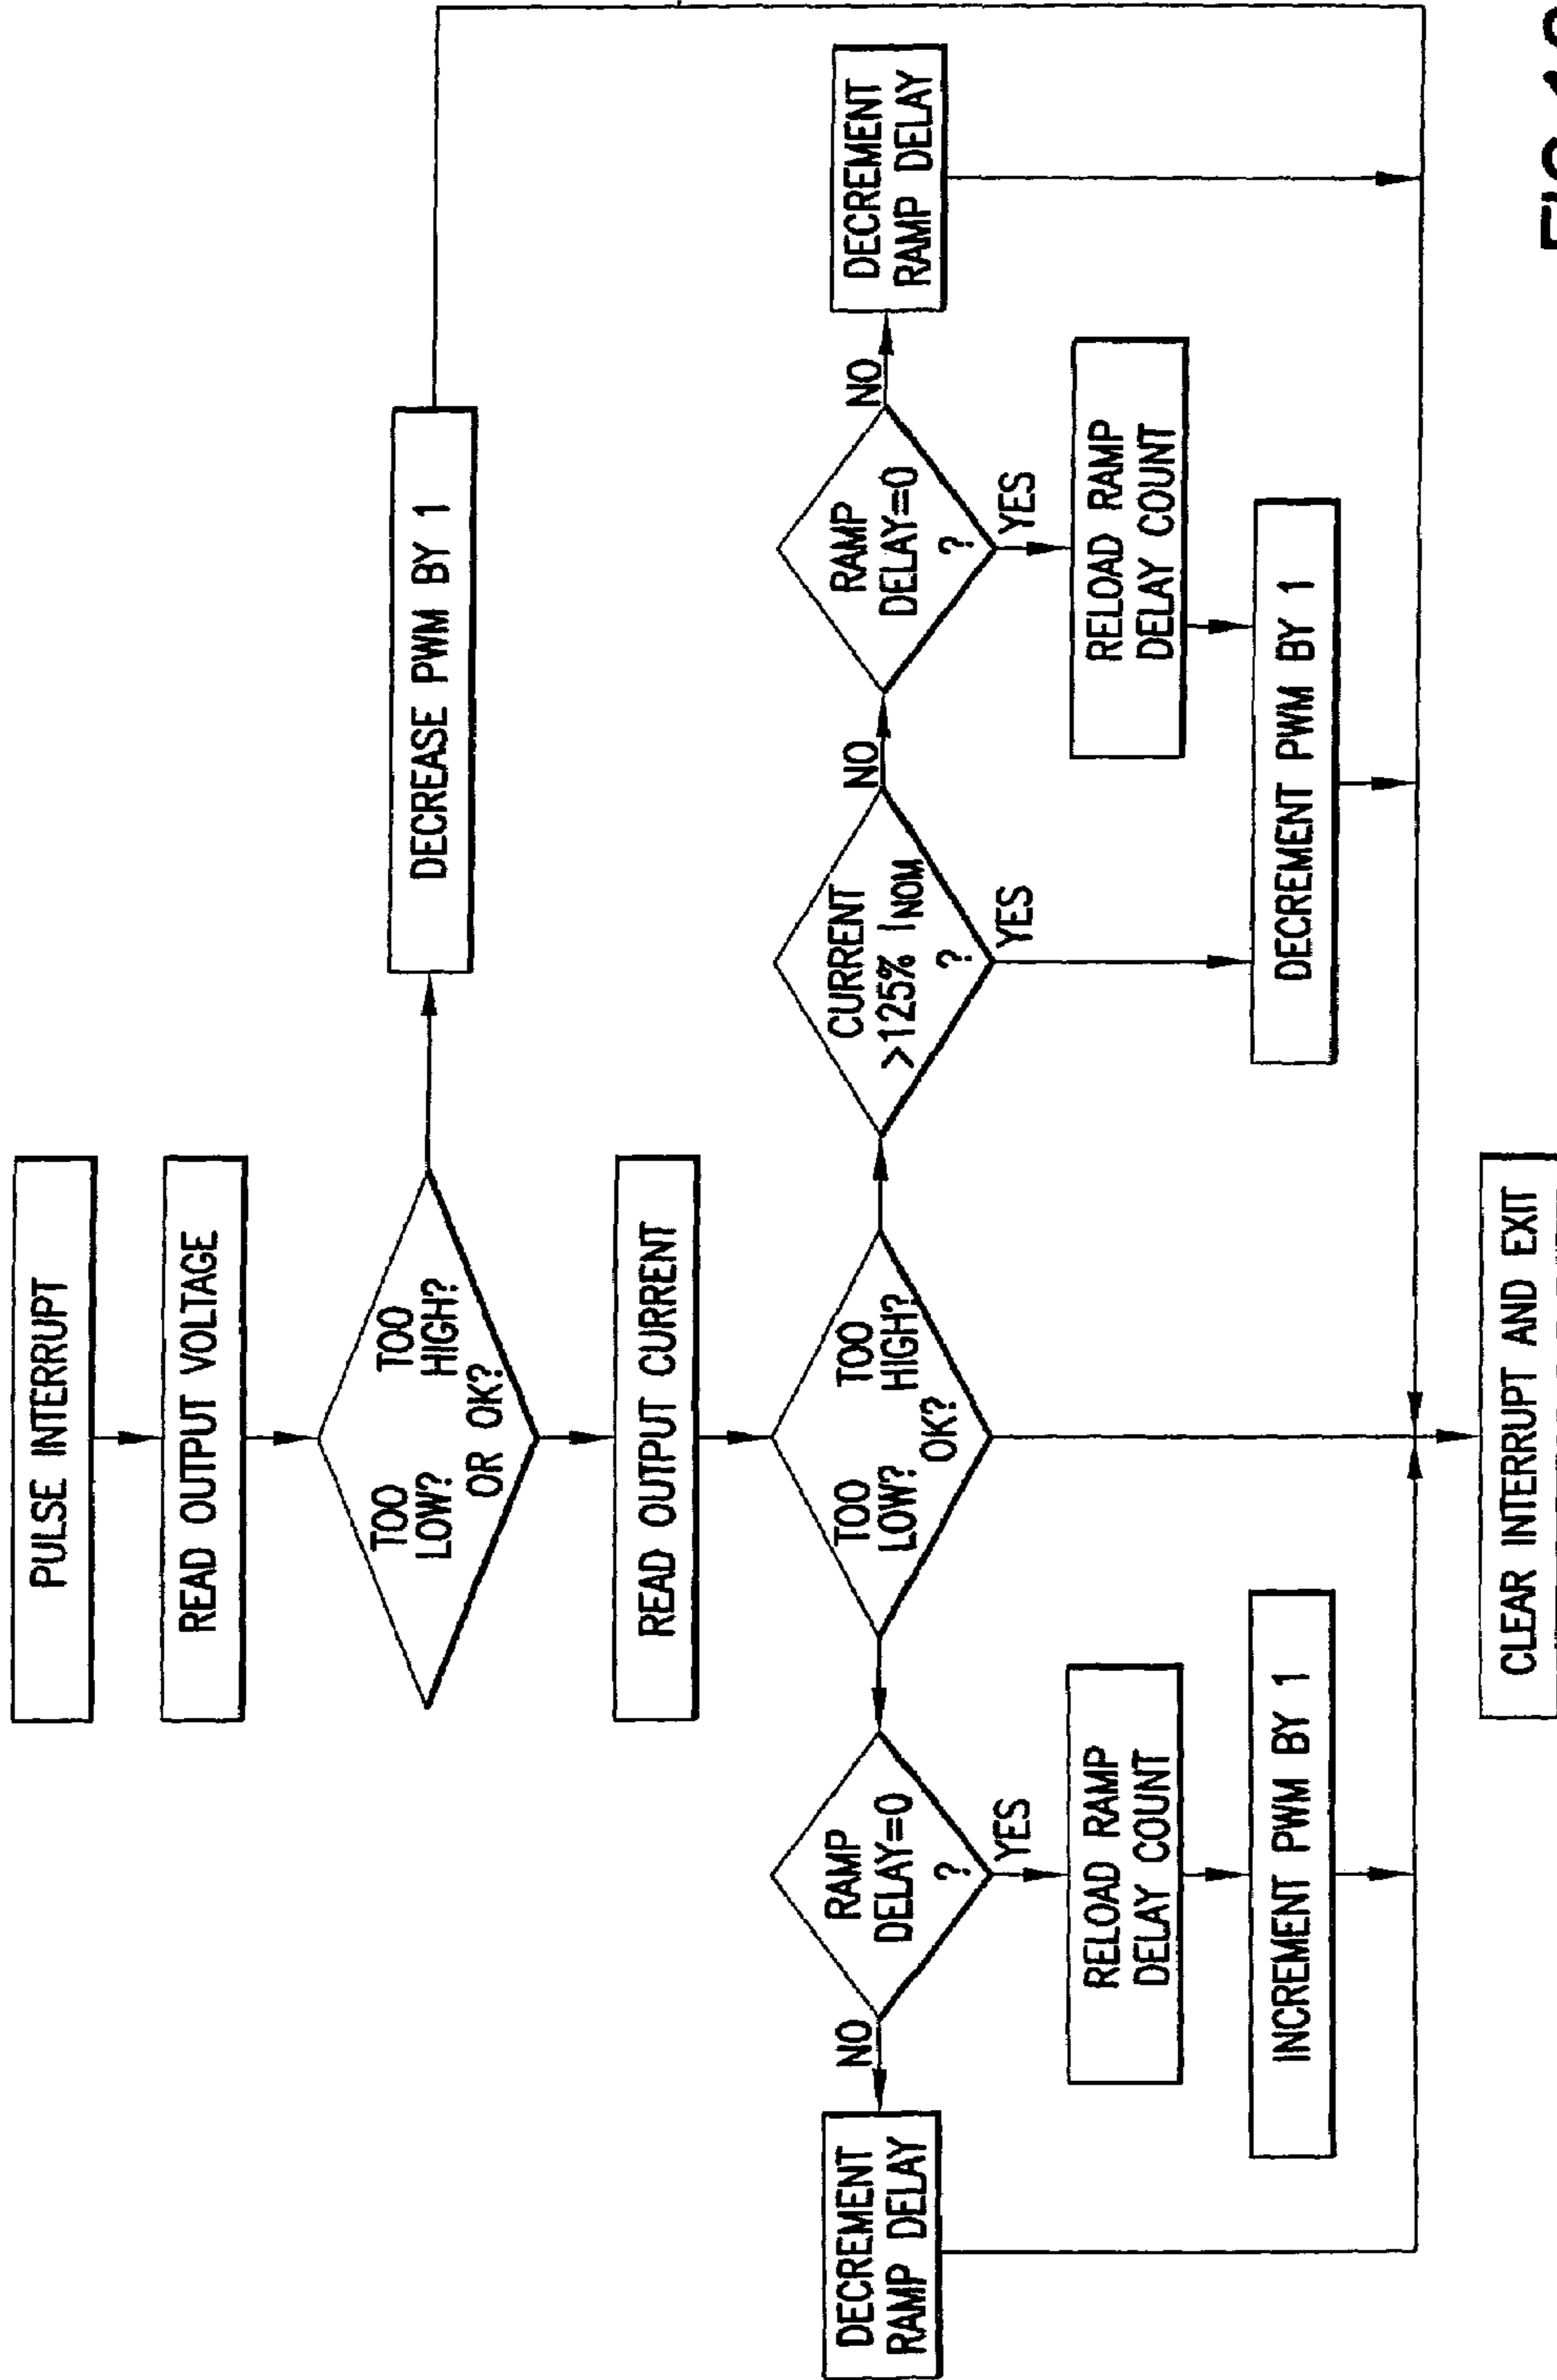 PULSE INTERRUPT
READ OUTPUT VOLTAGE
TOO
LOW?
TOO
HIGH?
OR OK?
DECREASE PWM BY 1
READ OUTPUT CURRENT
TOO
LOW?
TOO
HIGH?
OK?
DECREMENT
RAMP DELAY
NO
RAMP
DELAY=0
?
YES
RELOAD RAMP
DELAY COUNT
INCREMENT PWM BY 1
CURRENT
>125% INOM
?
YES
NO
RAMP
DELAY=0
?
YES
NO
DECREMENT
RAMP DELAY
RELOAD RAMP
DELAY COUNT
DECREMENT PWM BY 1
CLEAR INTERRUPT AND EXIT